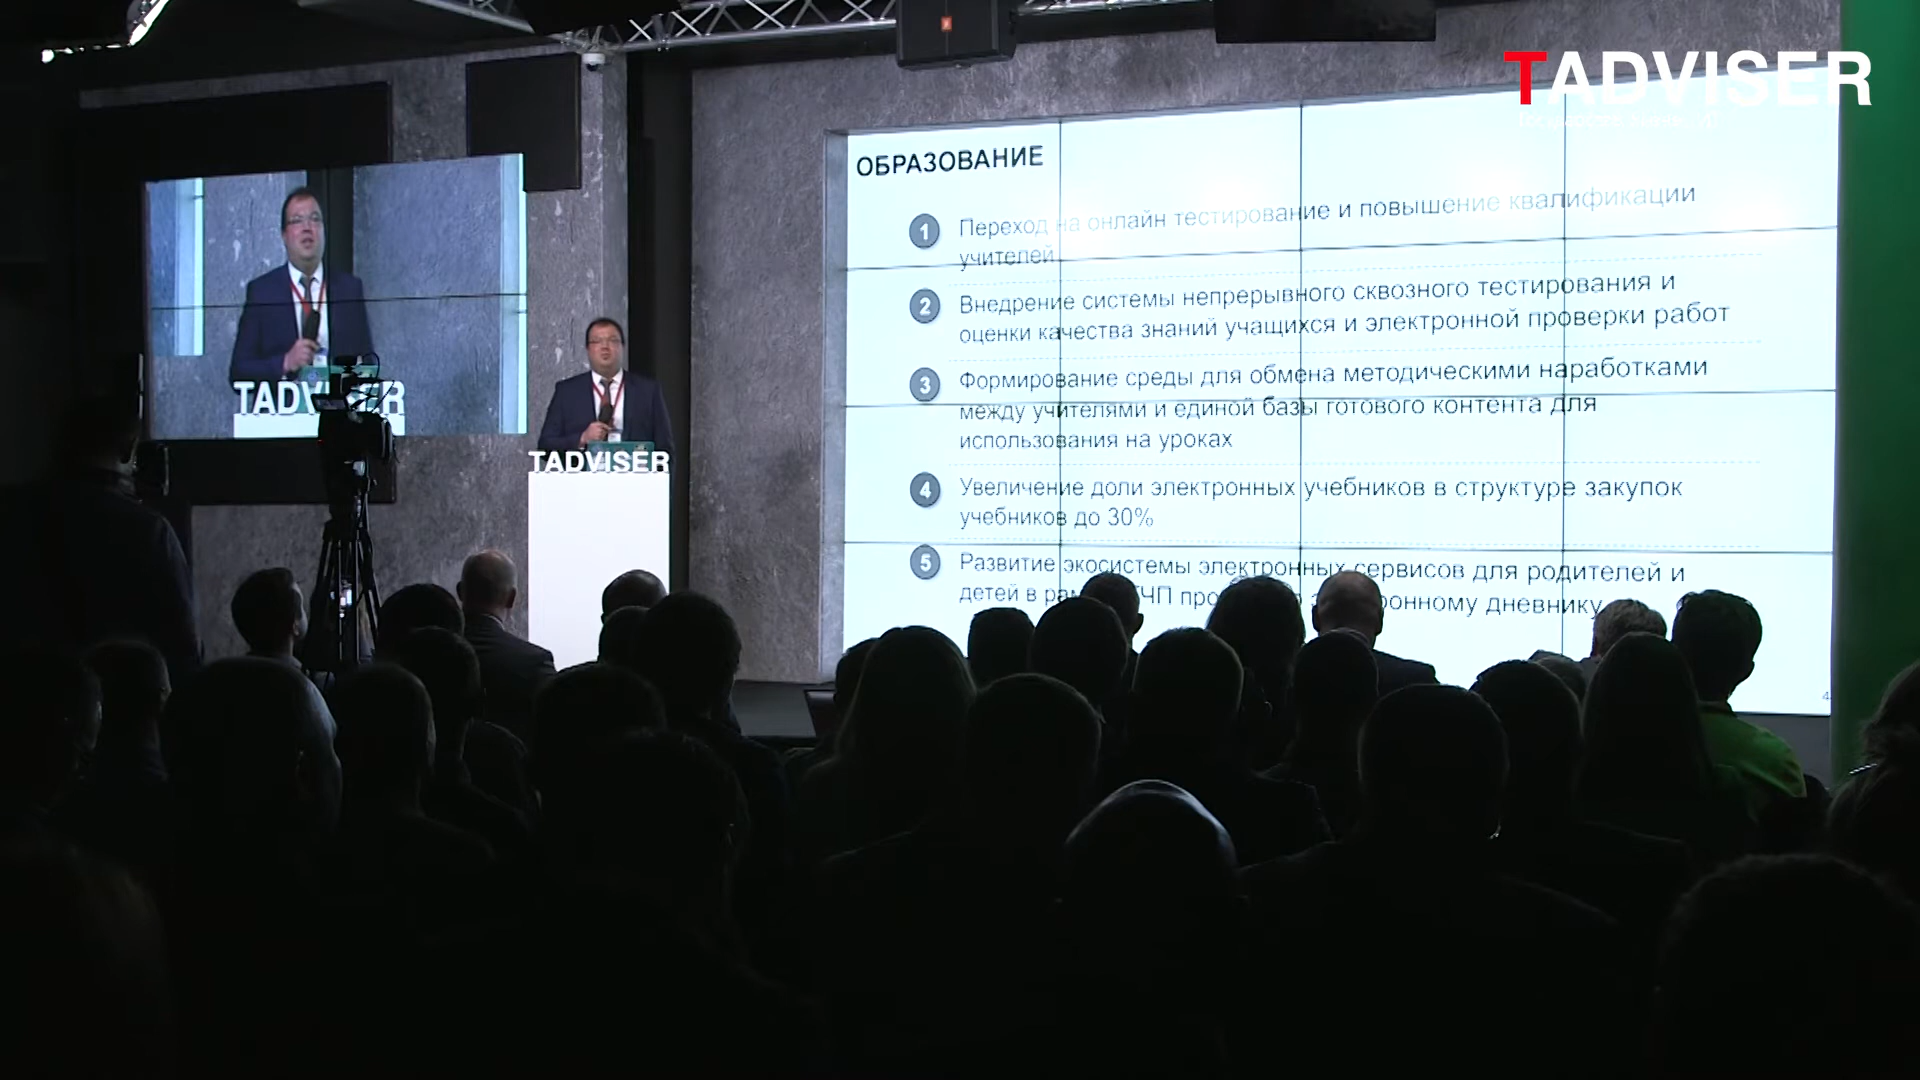 TADVISER
ОБРАЗОВАНИЕ
1 Переход на онлайн тестирование и повышение квалификации
учителей
2 Внедрение системы непрерывного сквозного тестирования и
оценки качества знаний учащихся и электронной проверки работ
3 Формирование среды для обмена методическими наработками
между учителями и единой базы готового контента для
использования на уроках
4 Увеличение доли электронных учебников в структуре закупок
учебников до 30%
5 Развитие экосистемы электронных сервисов для родителей и
детей в ЧП дневнику
4
TADVISER
TADVISER